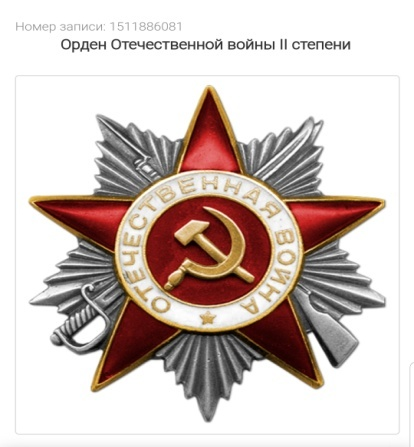 Номер записи: 1511886081
Орден Отечественной войны II степени
ОТЕЧЕСТВЕННАЯ ВОЙНА